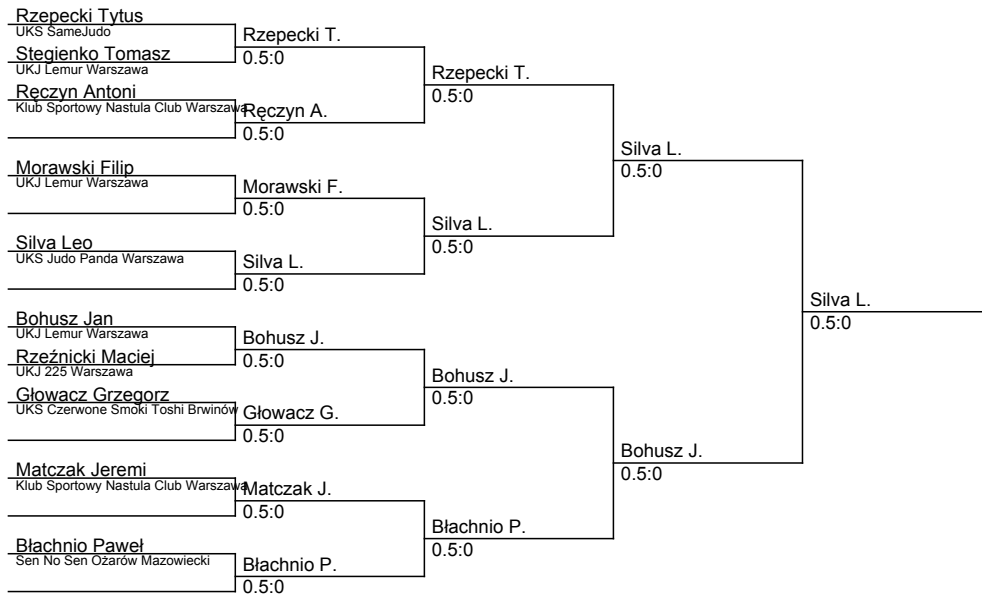 Rzepecki Tytus
UKS SameJudo
Stegienko Tomasz
UKJ Lemur Warszawa
Ręczyn Antoni
Klub Sportowy Nastula Club Warszawa
Morawski Filip
UKJ Lemur Warszawa
Silva Leo
UKS Judo Panda Warszawa
Bohusz Jan
UKJ Lemur Warszawa
Rzeźnicki Maciej
UKJ 225 Warszawa
Głowacz Grzegorz
UKS Czerwone Smoki Toshi Brwinów
Matczak Jeremi
Klub Sportowy Nastula Club Warszawa
Błachnio Paweł
Sen No Sen Ożarów Mazowiecki
Rzepecki T.
0.5:0
Ręczyn A.
0.5:0
Morawski F.
0.5:0
Silva L.
0.5:0
Bohusz J.
0.5:0
Głowacz G.
0.5:0
Matczak J.
0.5:0
Błachnio P.
0.5:0
Rzepecki T.
0.5:0
Silva L.
0.5:0
Bohusz J.
0.5:0
Błachnio P.
0.5:0
Silva L.
0.5:0
Bohusz J.
0.5:0
Silva L.
0.5:0